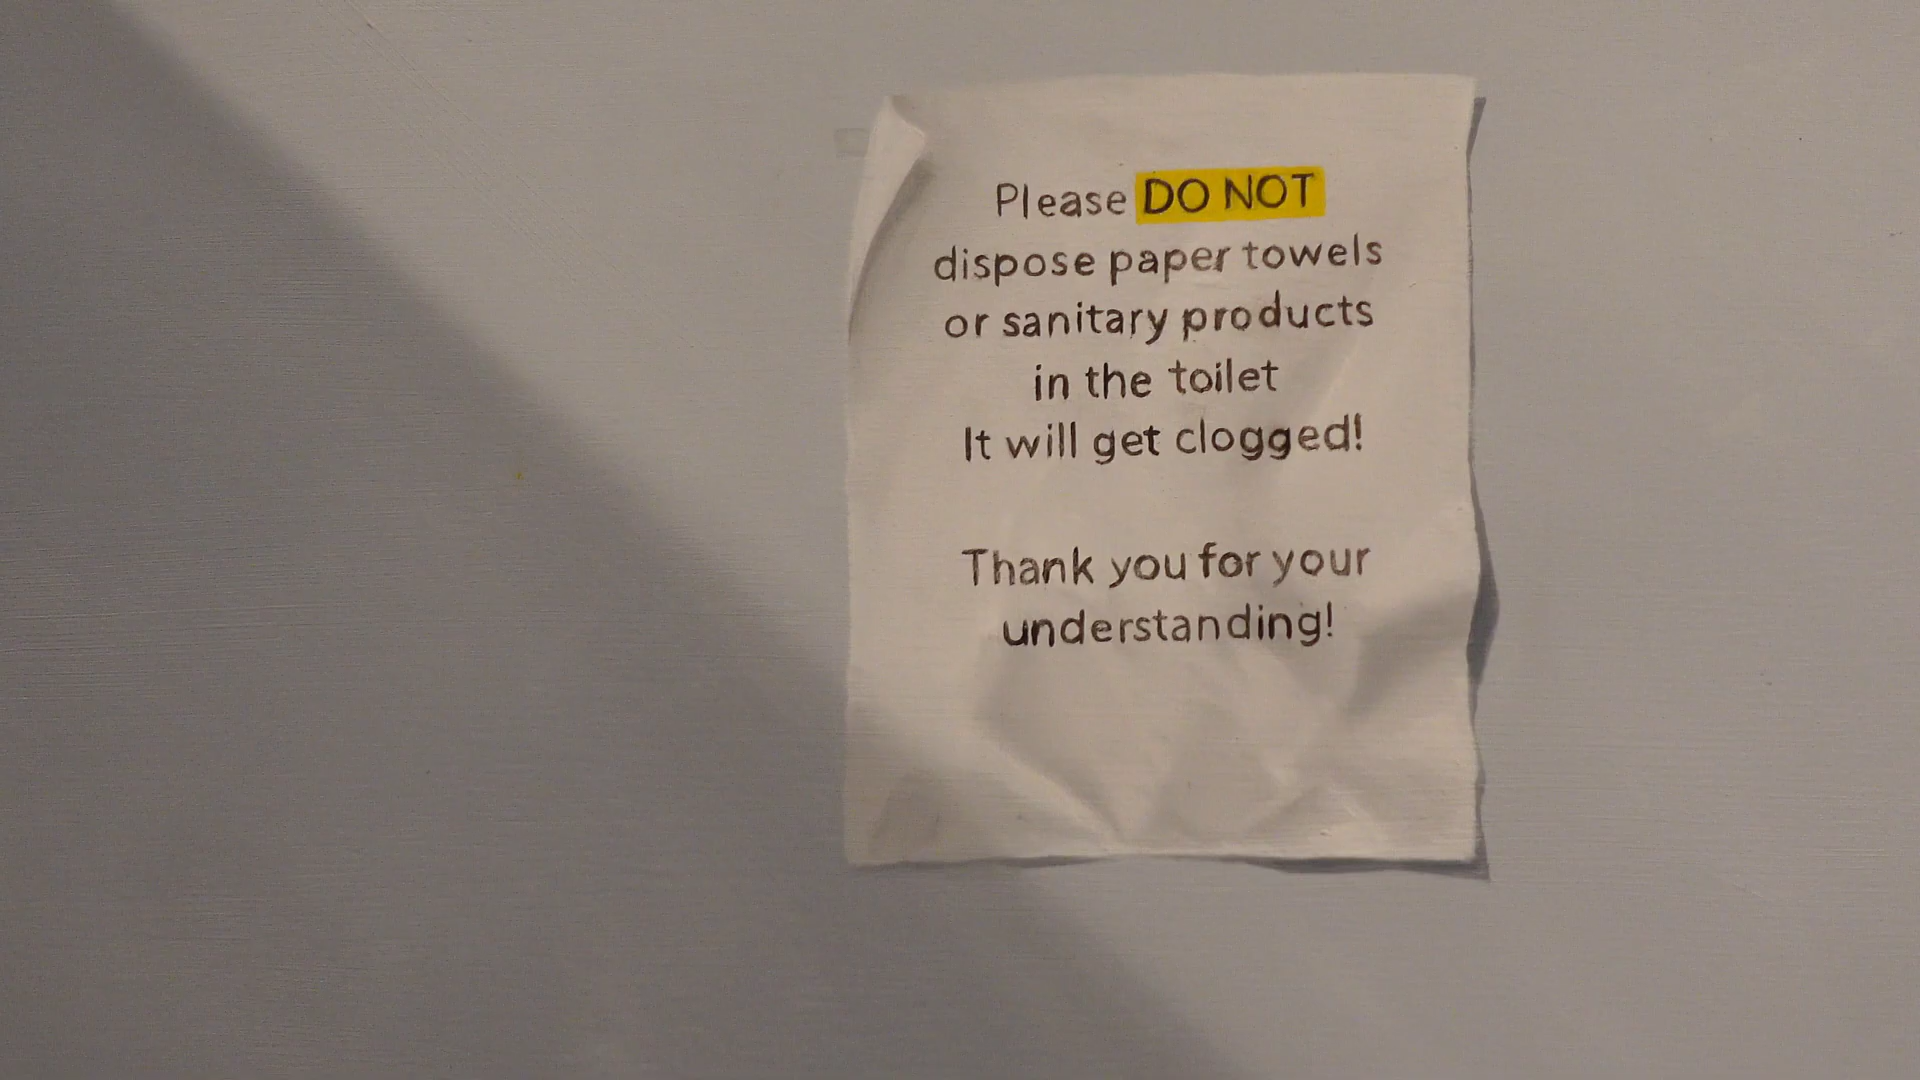 Please DO NOT
dispose paper towels
or sanitary products
in the toilet
It will get clogged!
Thank you for your
understanding!